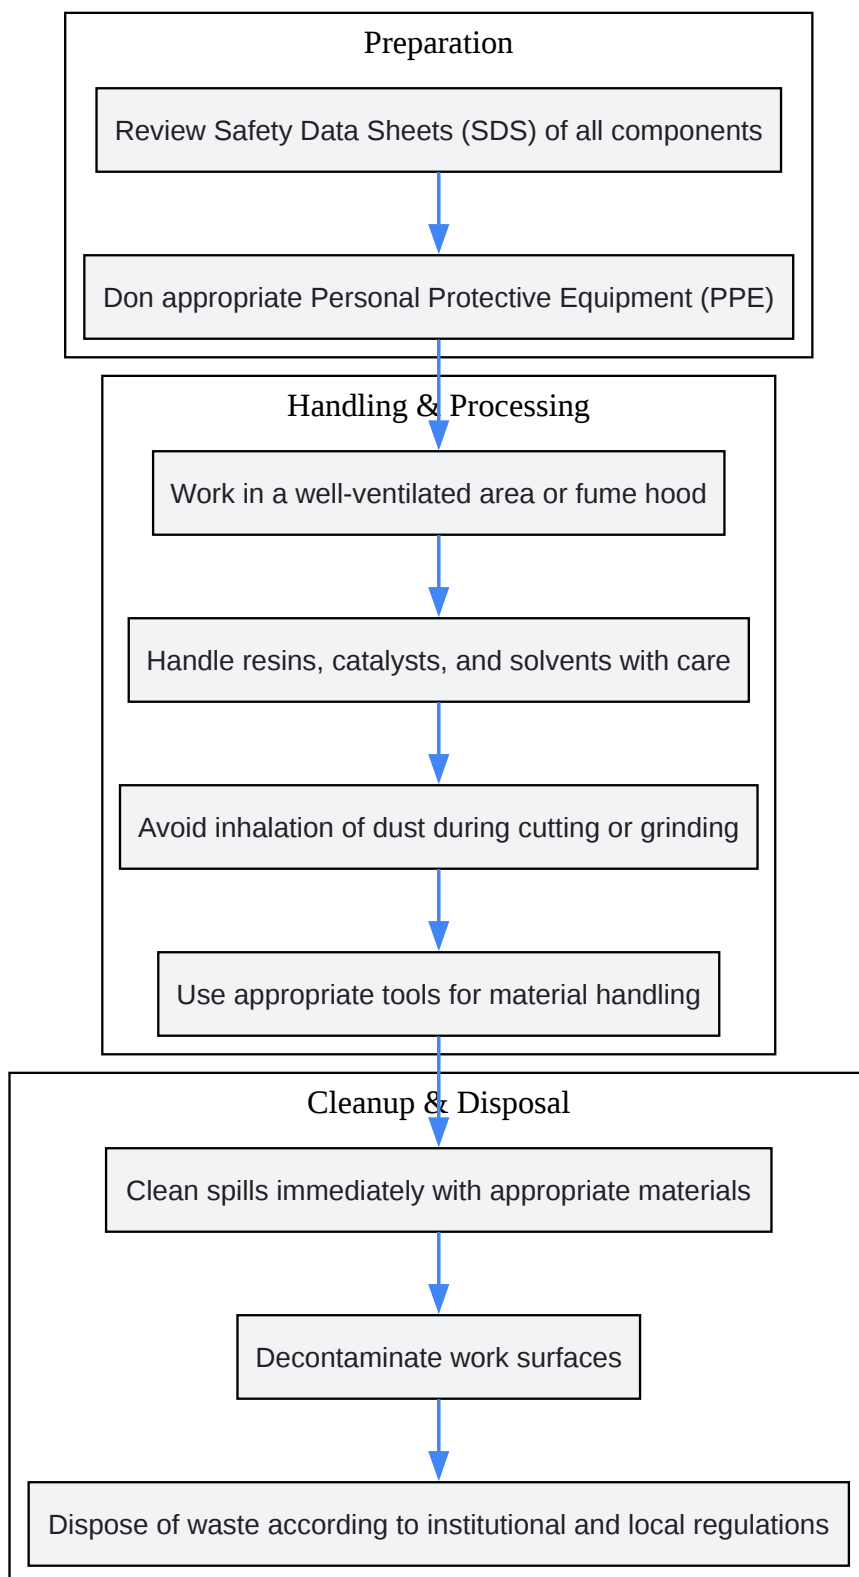 Preparation
Review Safety Data Sheets (SDS) of all components
Don appropriate Personal Protective Equipment (PPE)
Handling & Processing
Work in a well-ventilated area or fume hood
Handle resins, catalysts, and solvents with care
Avoid inhalation of dust during cutting or grinding
Use appropriate tools for material handling
Cleanup & Disposal
Clean spills immediately with appropriate materials
Decontaminate work surfaces
Dispose of waste according to institutional and local regulations